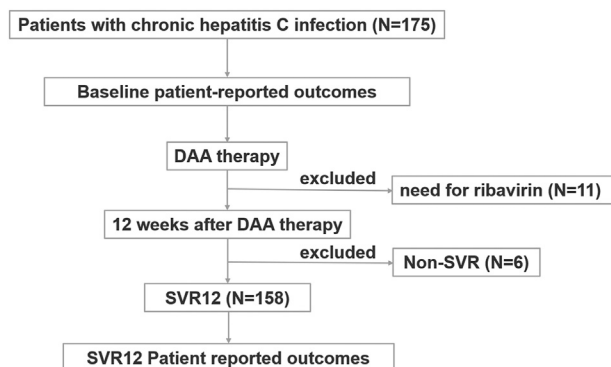 Patients with chronic hepatitis C infection (N=175)
Baseline patient-reported outcomes
DAA therapy
excluded
need for ribavirin (N=11)
12 weeks after DAA therapy
excluded
Non-SVR (N=6)
SVR12 (N=158)
SVR12 Patient reported outcomes